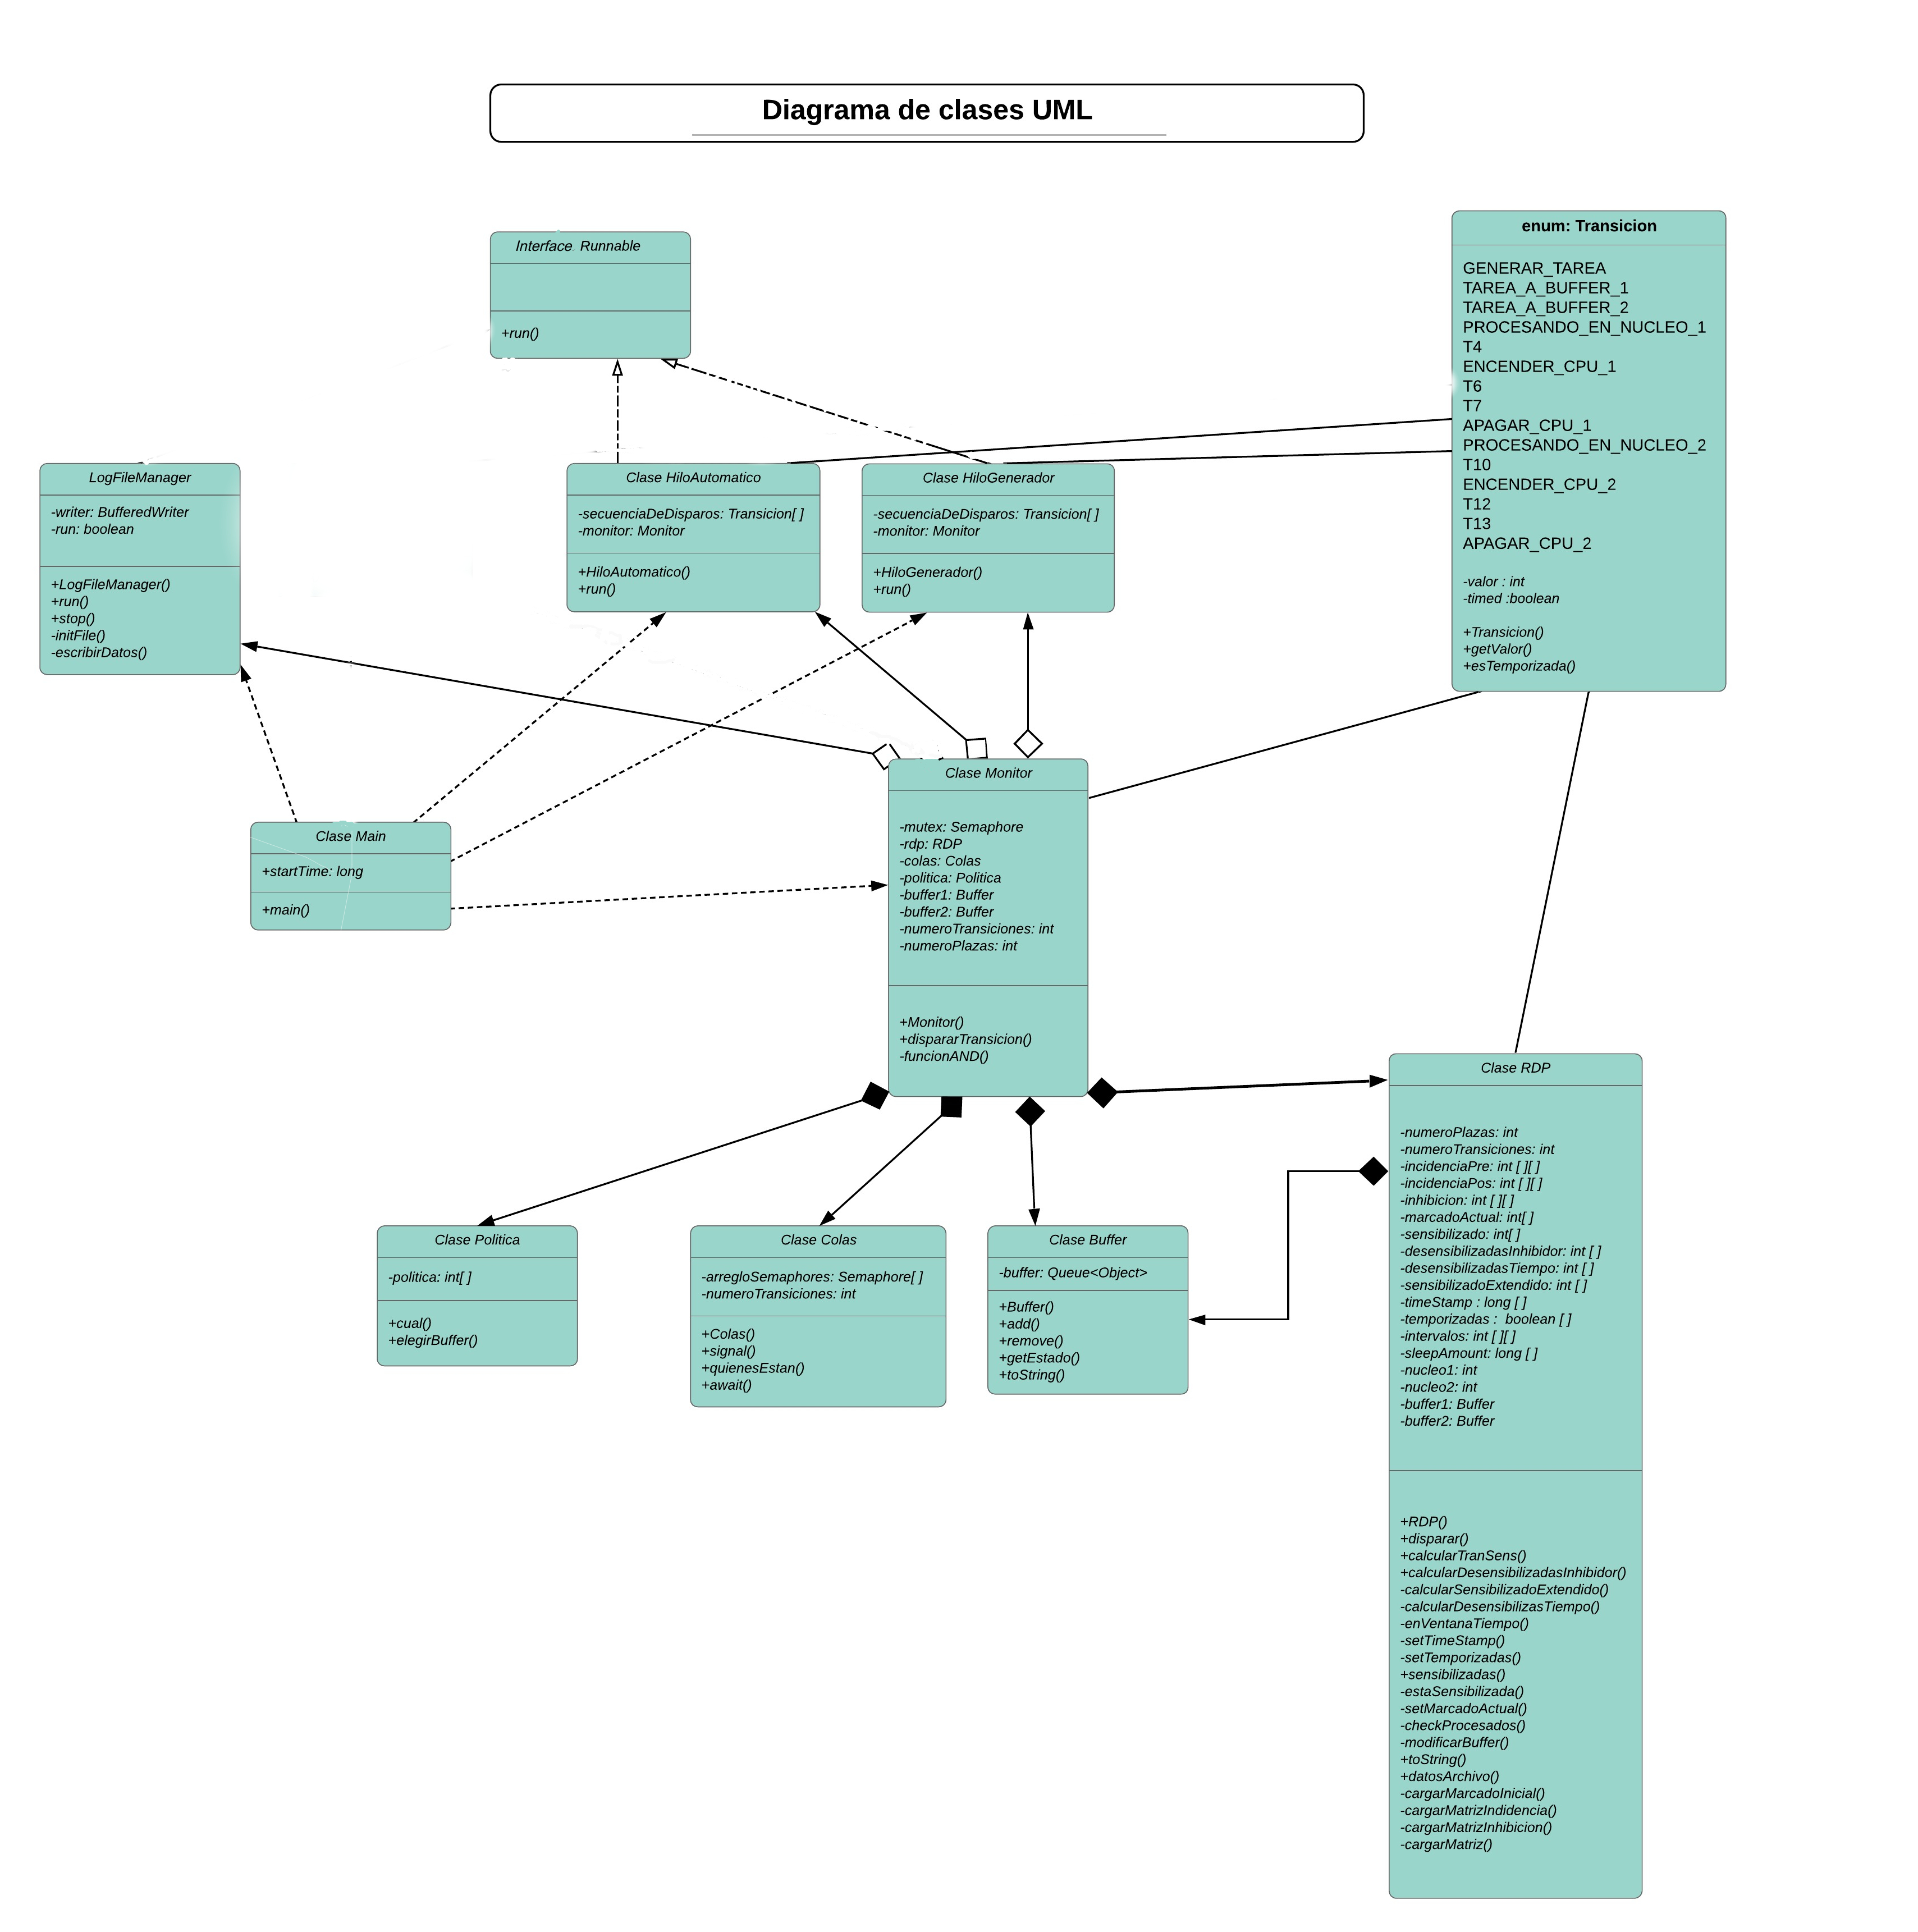 Diagrama de clases UML
Interface Runnable
+run()
enum: Transicion
GENERAR_TAREA
TAREA_A_BUFFER_1
TAREA_A_BUFFER_2
PROCESANDO_EN_NUCLEO_1
T4
ENCENDER_CPU_1
T6
T7
APAGAR_CPU_1
PROCESANDO_EN_NUCLEO_2
T10
ENCENDER_CPU_2
T12
T13
APAGAR_CPU_2
-valor : int
-timed :boolean
+Transicion()
+getValor()
+esTemporizada()
LogFileManager
-writer: BufferedWriter
-run: boolean
+LogFileManager()
+run()
+stop()
-initFile()
-escribirDatos()
Clase HiloAutomatico
-secuenciaDeDisparos: Transicion[ ]
-monitor: Monitor
+HiloAutomatico()
+run()
Clase HiloGenerador
-secuenciaDeDisparos: Transicion[ ]
-monitor: Monitor
+HiloGenerador()
+run()
Clase Main
+startTime: long
+main()
Clase Monitor
-mutex: Semaphore
-rdp: RDP
-colas: Colas
-politica: Politica
-buffer1: Buffer
-buffer2: Buffer
-numeroTransiciones: int
-numeroPlazas: int
+Monitor()
+dispararTransicion()
-funcionAND()
Clase Politica
-politica: int[ ]
+cual()
+elegirBuffer()
Clase Colas
-arregloSemaphores: Semaphore[ ]
-numeroTransiciones: int
+Colas()
+signal()
+quienesEstan()
+await()
Clase Buffer
-buffer: Queue<Object>
+Buffer()
+add()
+remove()
+getEstado()
+toString()
Clase RDP
-numeroPlazas: int
-numeroTransiciones: int
-incidenciaPre: int [ ][ ]
-incidenciaPos: int [ ][ ]
-inhibicion: int [ ][ ]
-marcadoActual: int[ ]
-sensibilizado: int[ ]
-desensibilizadasInhibidor: int [ ]
-desensibilizadasTiempo: int [ ]
-sensibilizadoExtendido: int [ ]
-timeStamp : long [ ]
-temporizadas :  boolean [ ]
-intervalos: int [ ][ ]
-sleepAmount: long [ ]
-nucleo1: int
-nucleo2: int
-buffer1: Buffer
-buffer2: Buffer
+RDP()
+disparar()
+calcularTranSens()
+calcularDesensibilizadasInhibidor()
-calcularSensibilizadoExtendido()
-calcularDesensibilizasTiempo()
-enVentanaTiempo()
-setTimeStamp()
-setTemporizadas()
+sensibilizadas()
-estaSensibilizada()
-setMarcadoActual()
-checkProcesados()
-modificarBuffer()
+toString()
+datosArchivo()
-cargarMarcadoInicial()
-cargarMatrizIndidencia()
-cargarMatrizInhibicion()
-cargarMatriz()